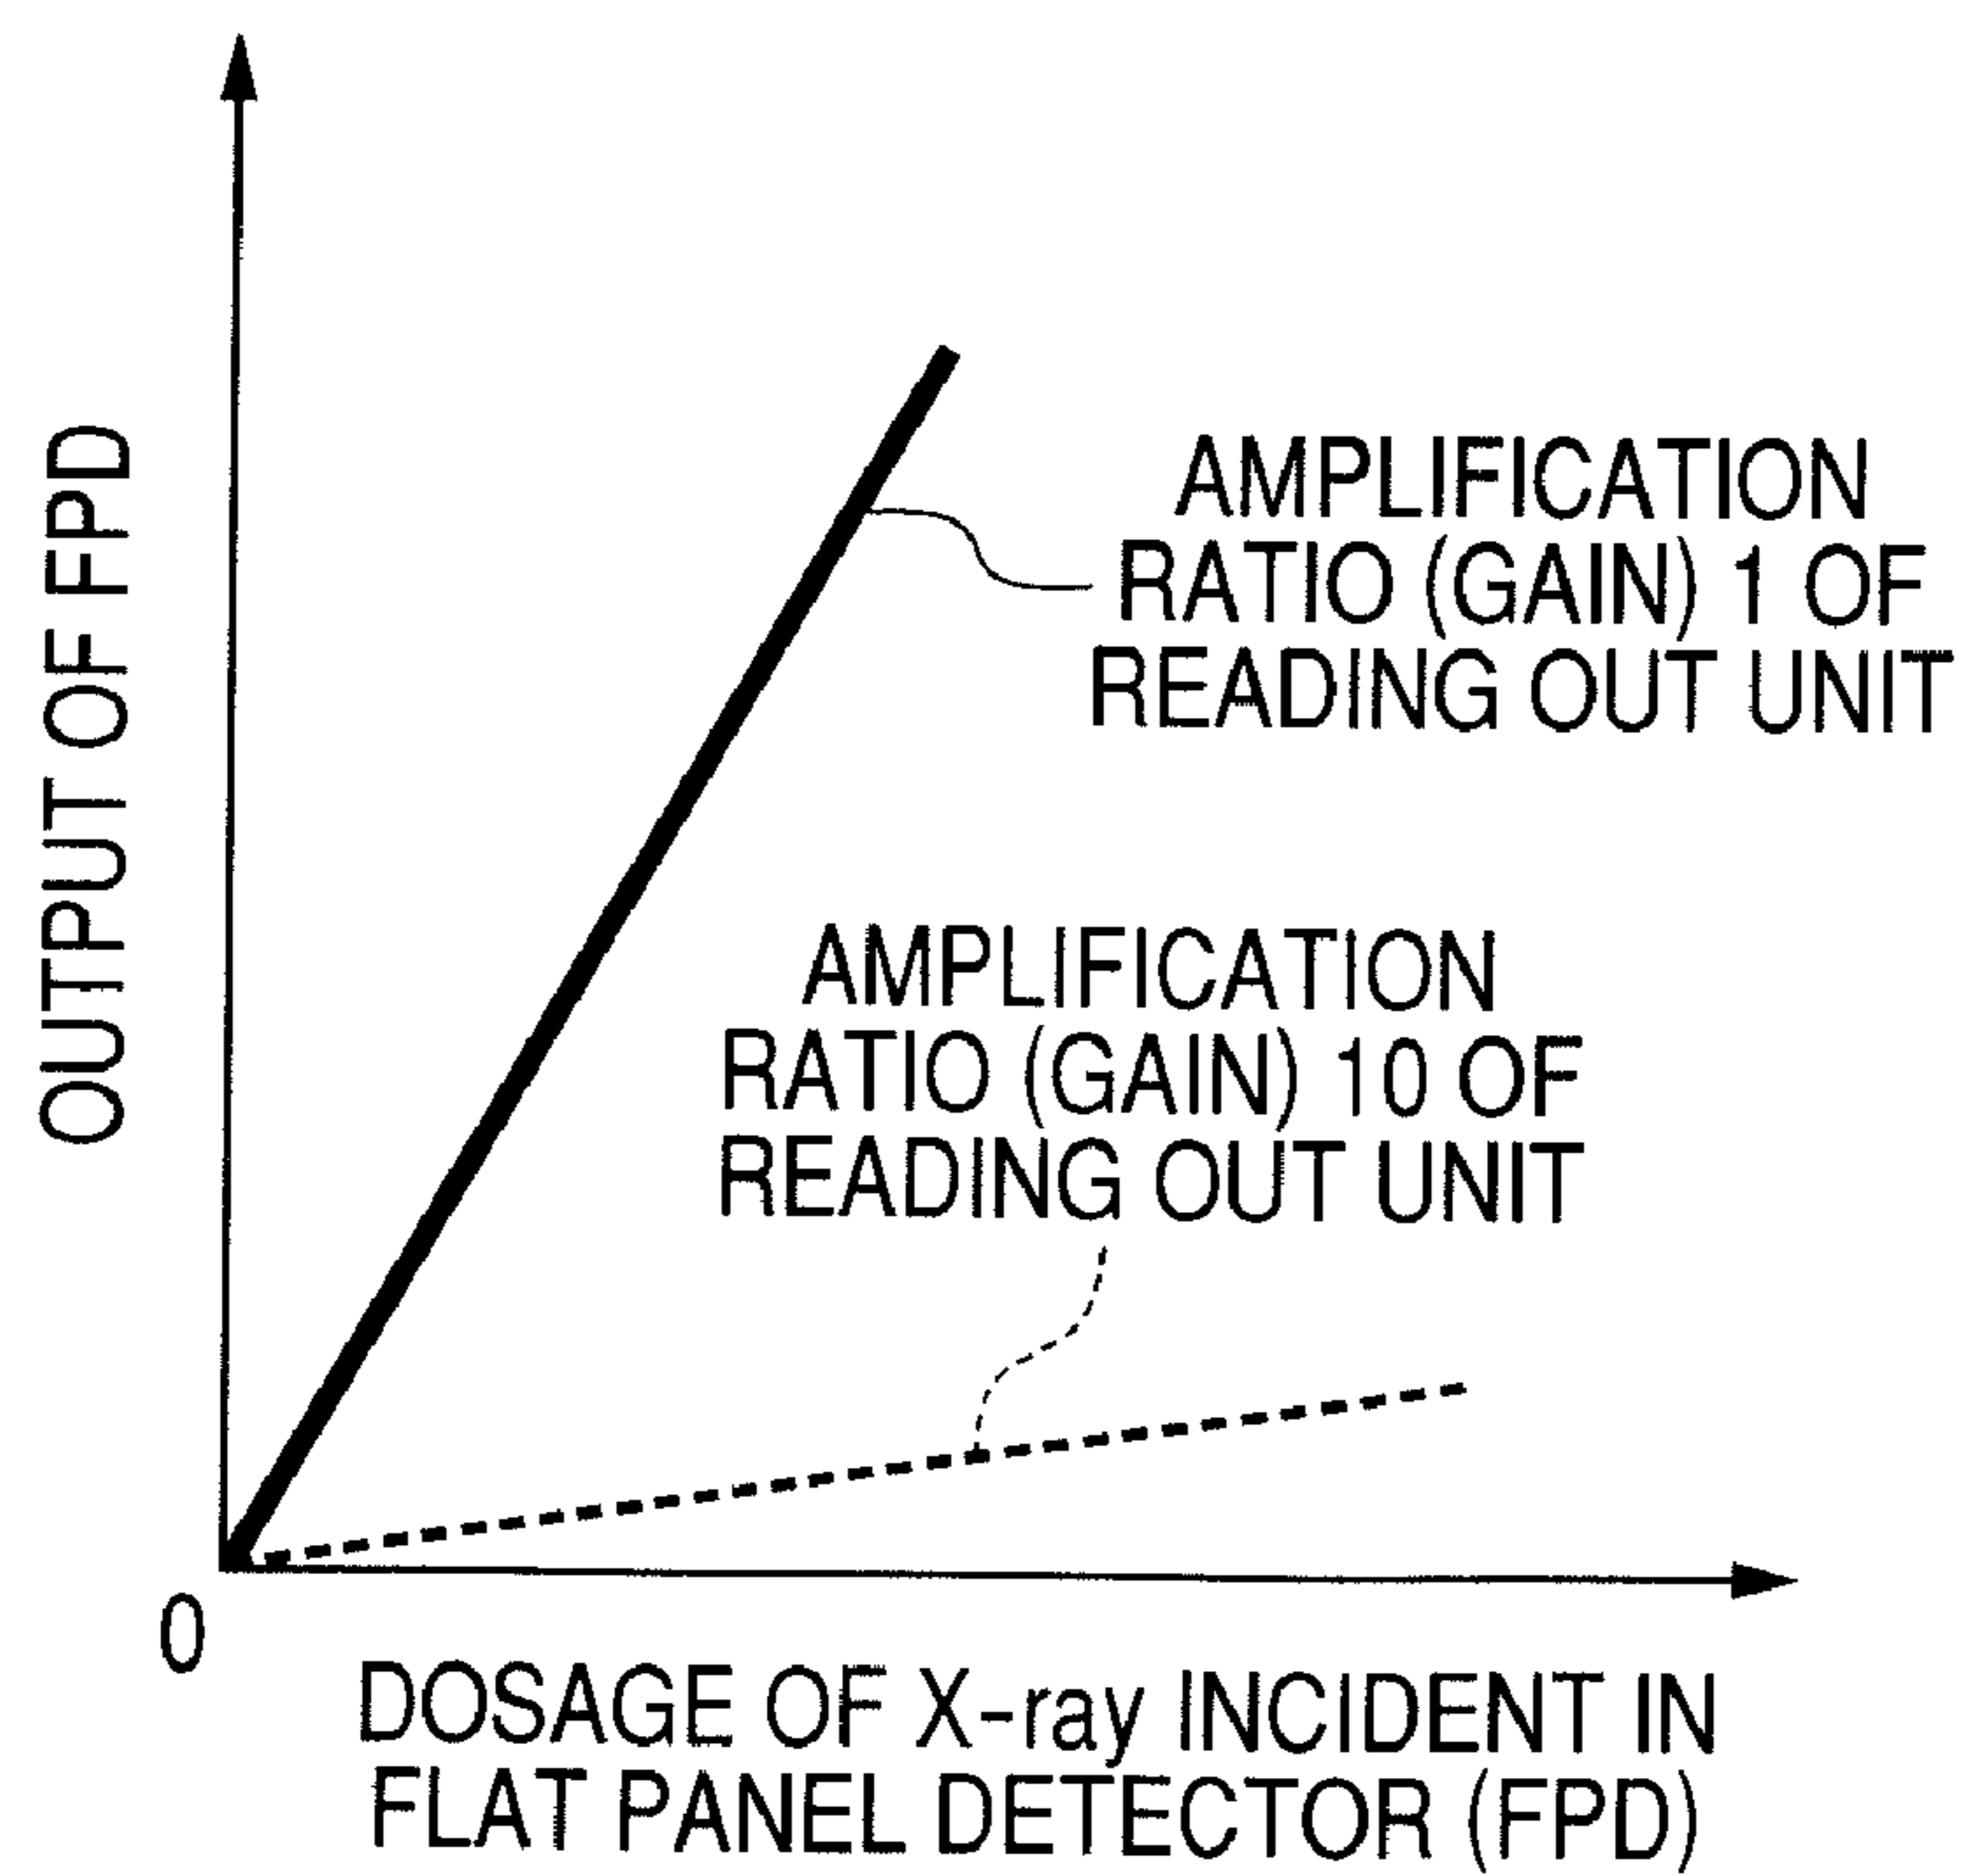 OUTPUT OF FPD
AMPLIFICATION
RATIO (GAIN) 1 OF
READING OUT UNIT
AMPLIFICATION
RATIO (GAIN) 10 OF
READING OUT UNIT
0
DOSAGE OF X-ray INCIDENT IN
FLAT PANEL DETECTOR (FPD)